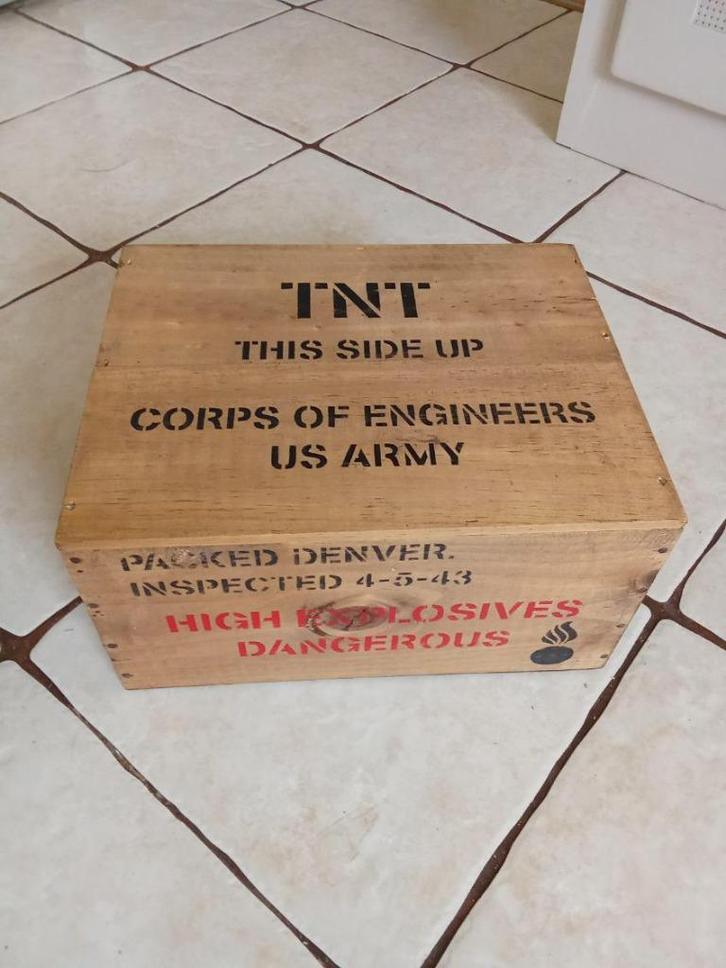 TNT
THIS SIDE UP
CORPS OF ENGINEERS
US ARMY
PACKED DENVER.
INSPECTED 4-5-43
HIGH EXPLOSIVES
DANGEROUS